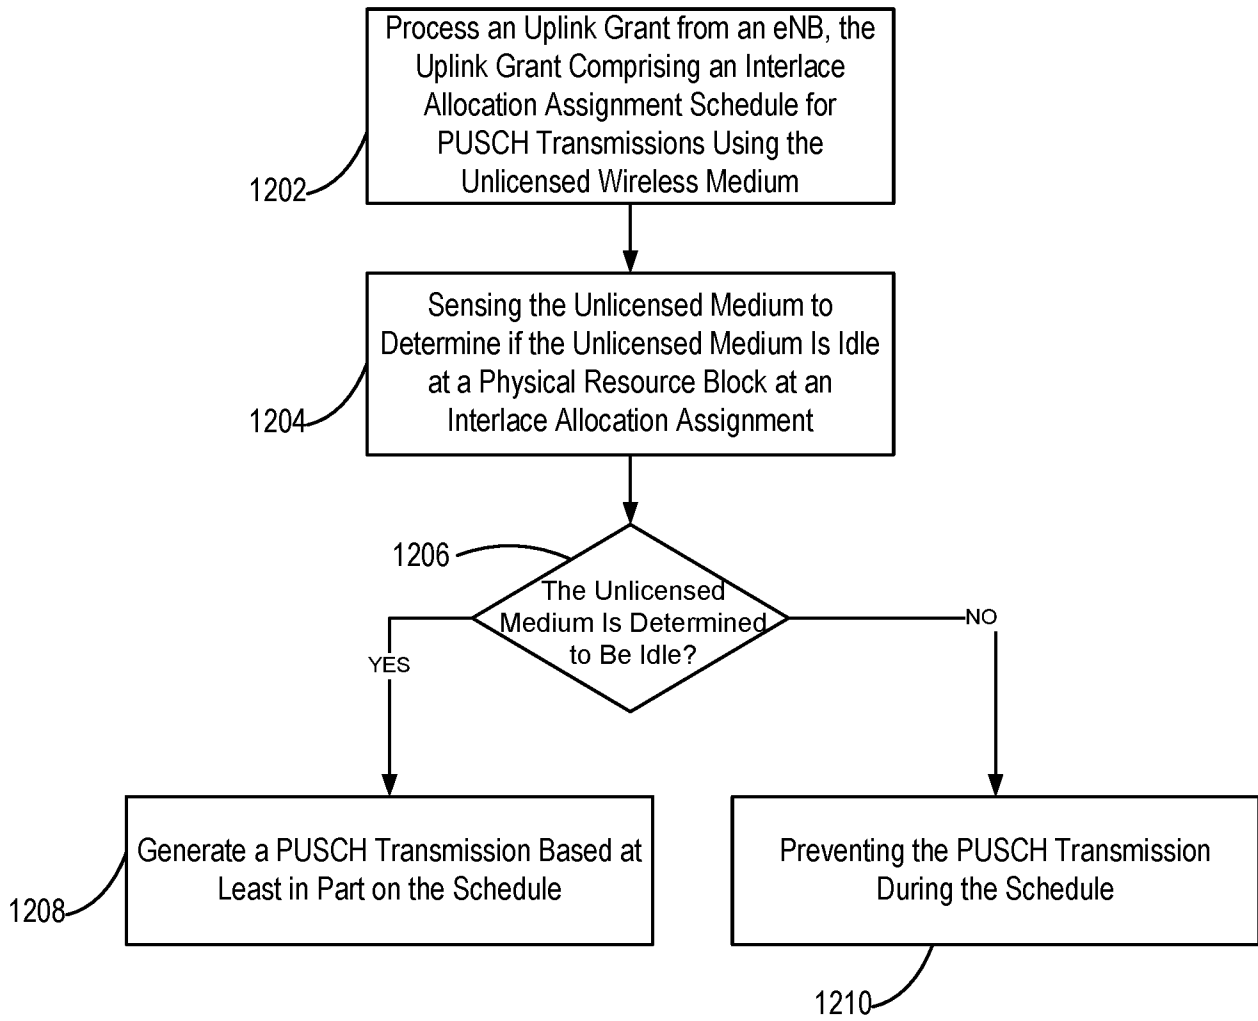 Process an Uplink Grant from an eNB, the
Uplink Grant Comprising an Interlace
Allocation Assignment Schedule for
PUSCH Transmissions Using the
Unlicensed Wireless Medium
1202
Sensing the Unlicensed Medium to
Determine if the Unlicensed Medium Is Idle
at a Physical Resource Block at an
Interlace Allocation Assignment
1204
1206
The Unlicensed
Medium Is Determined
to Be Idle?
YES
NO
Generate a PUSCH Transmission Based at
Least in Part on the Schedule
1208
Preventing the PUSCH Transmission
During the Schedule
1210